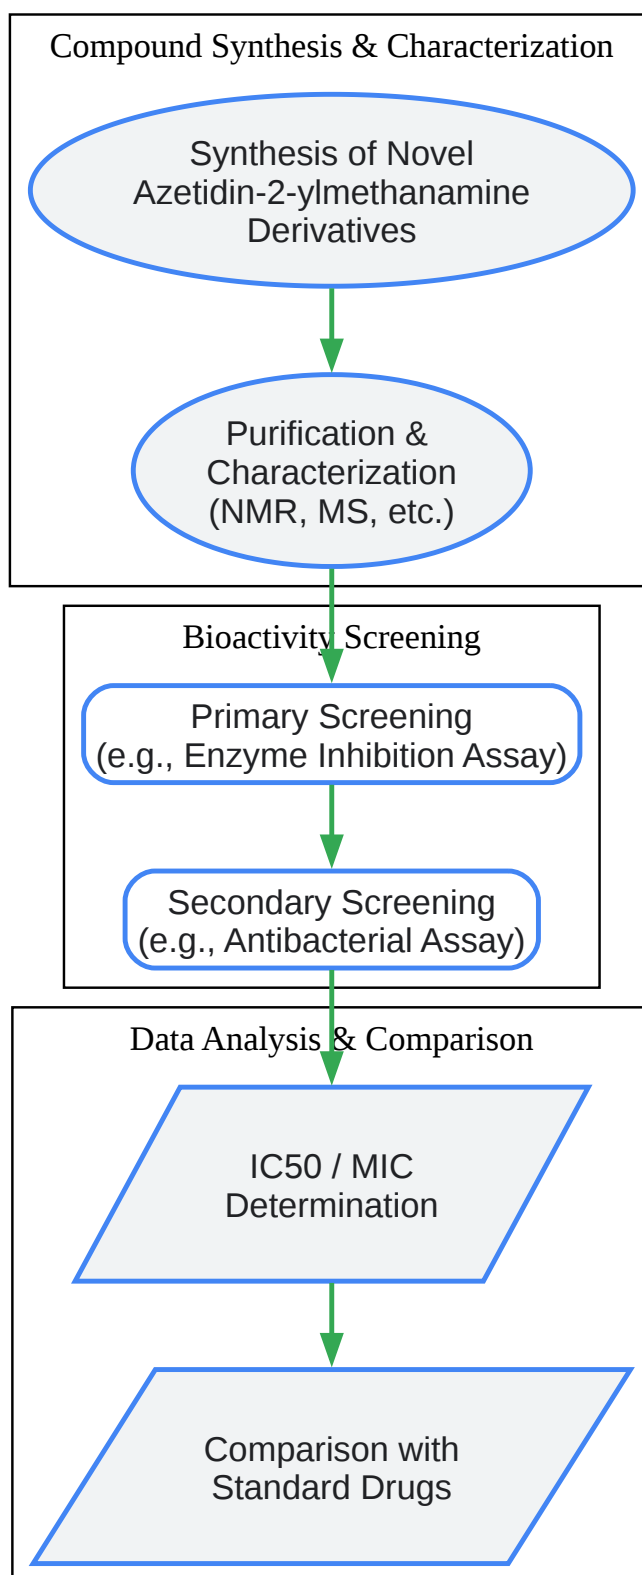 Compound Synthesis & Characterization
Synthesis of Novel
Azetidin-2-ylmethanamine
Derivatives
Purification &
Characterization
(NMR, MS, etc.)
Bioactivity Screening
Primary Screening
(e.g., Enzyme Inhibition Assay)
Secondary Screening
(e.g., Antibacterial Assay)
Data Analysis & Comparison
IC50 / MIC
Determination
Comparison with
Standard Drugs